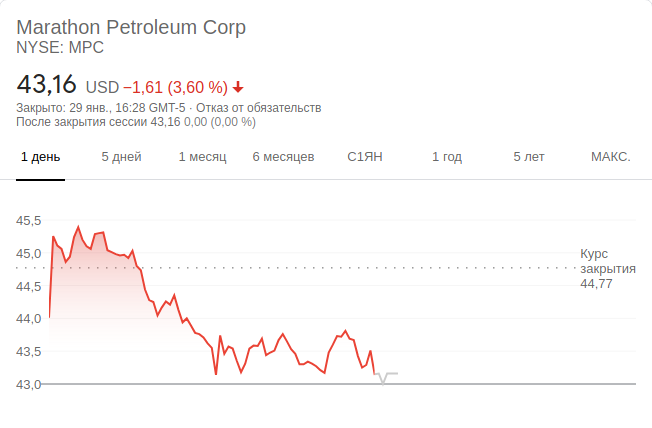 Marathon Petroleum Corp
NYSE: MPC
43,16 USD −1,61 (3,60 %)
Закрыто: 29 янв., 16:28 GMT-5 · Отказ от обязательств
После закрытия сессии 43,16 0,00 (0,00 %)
1 день 5 дней 1 месяц 6 месяцев С1ЯН 1 год 5 лет МАКС.
45,5
45,0
44,5
44,0
43,5
43,0
Курс
закрытия
44,77